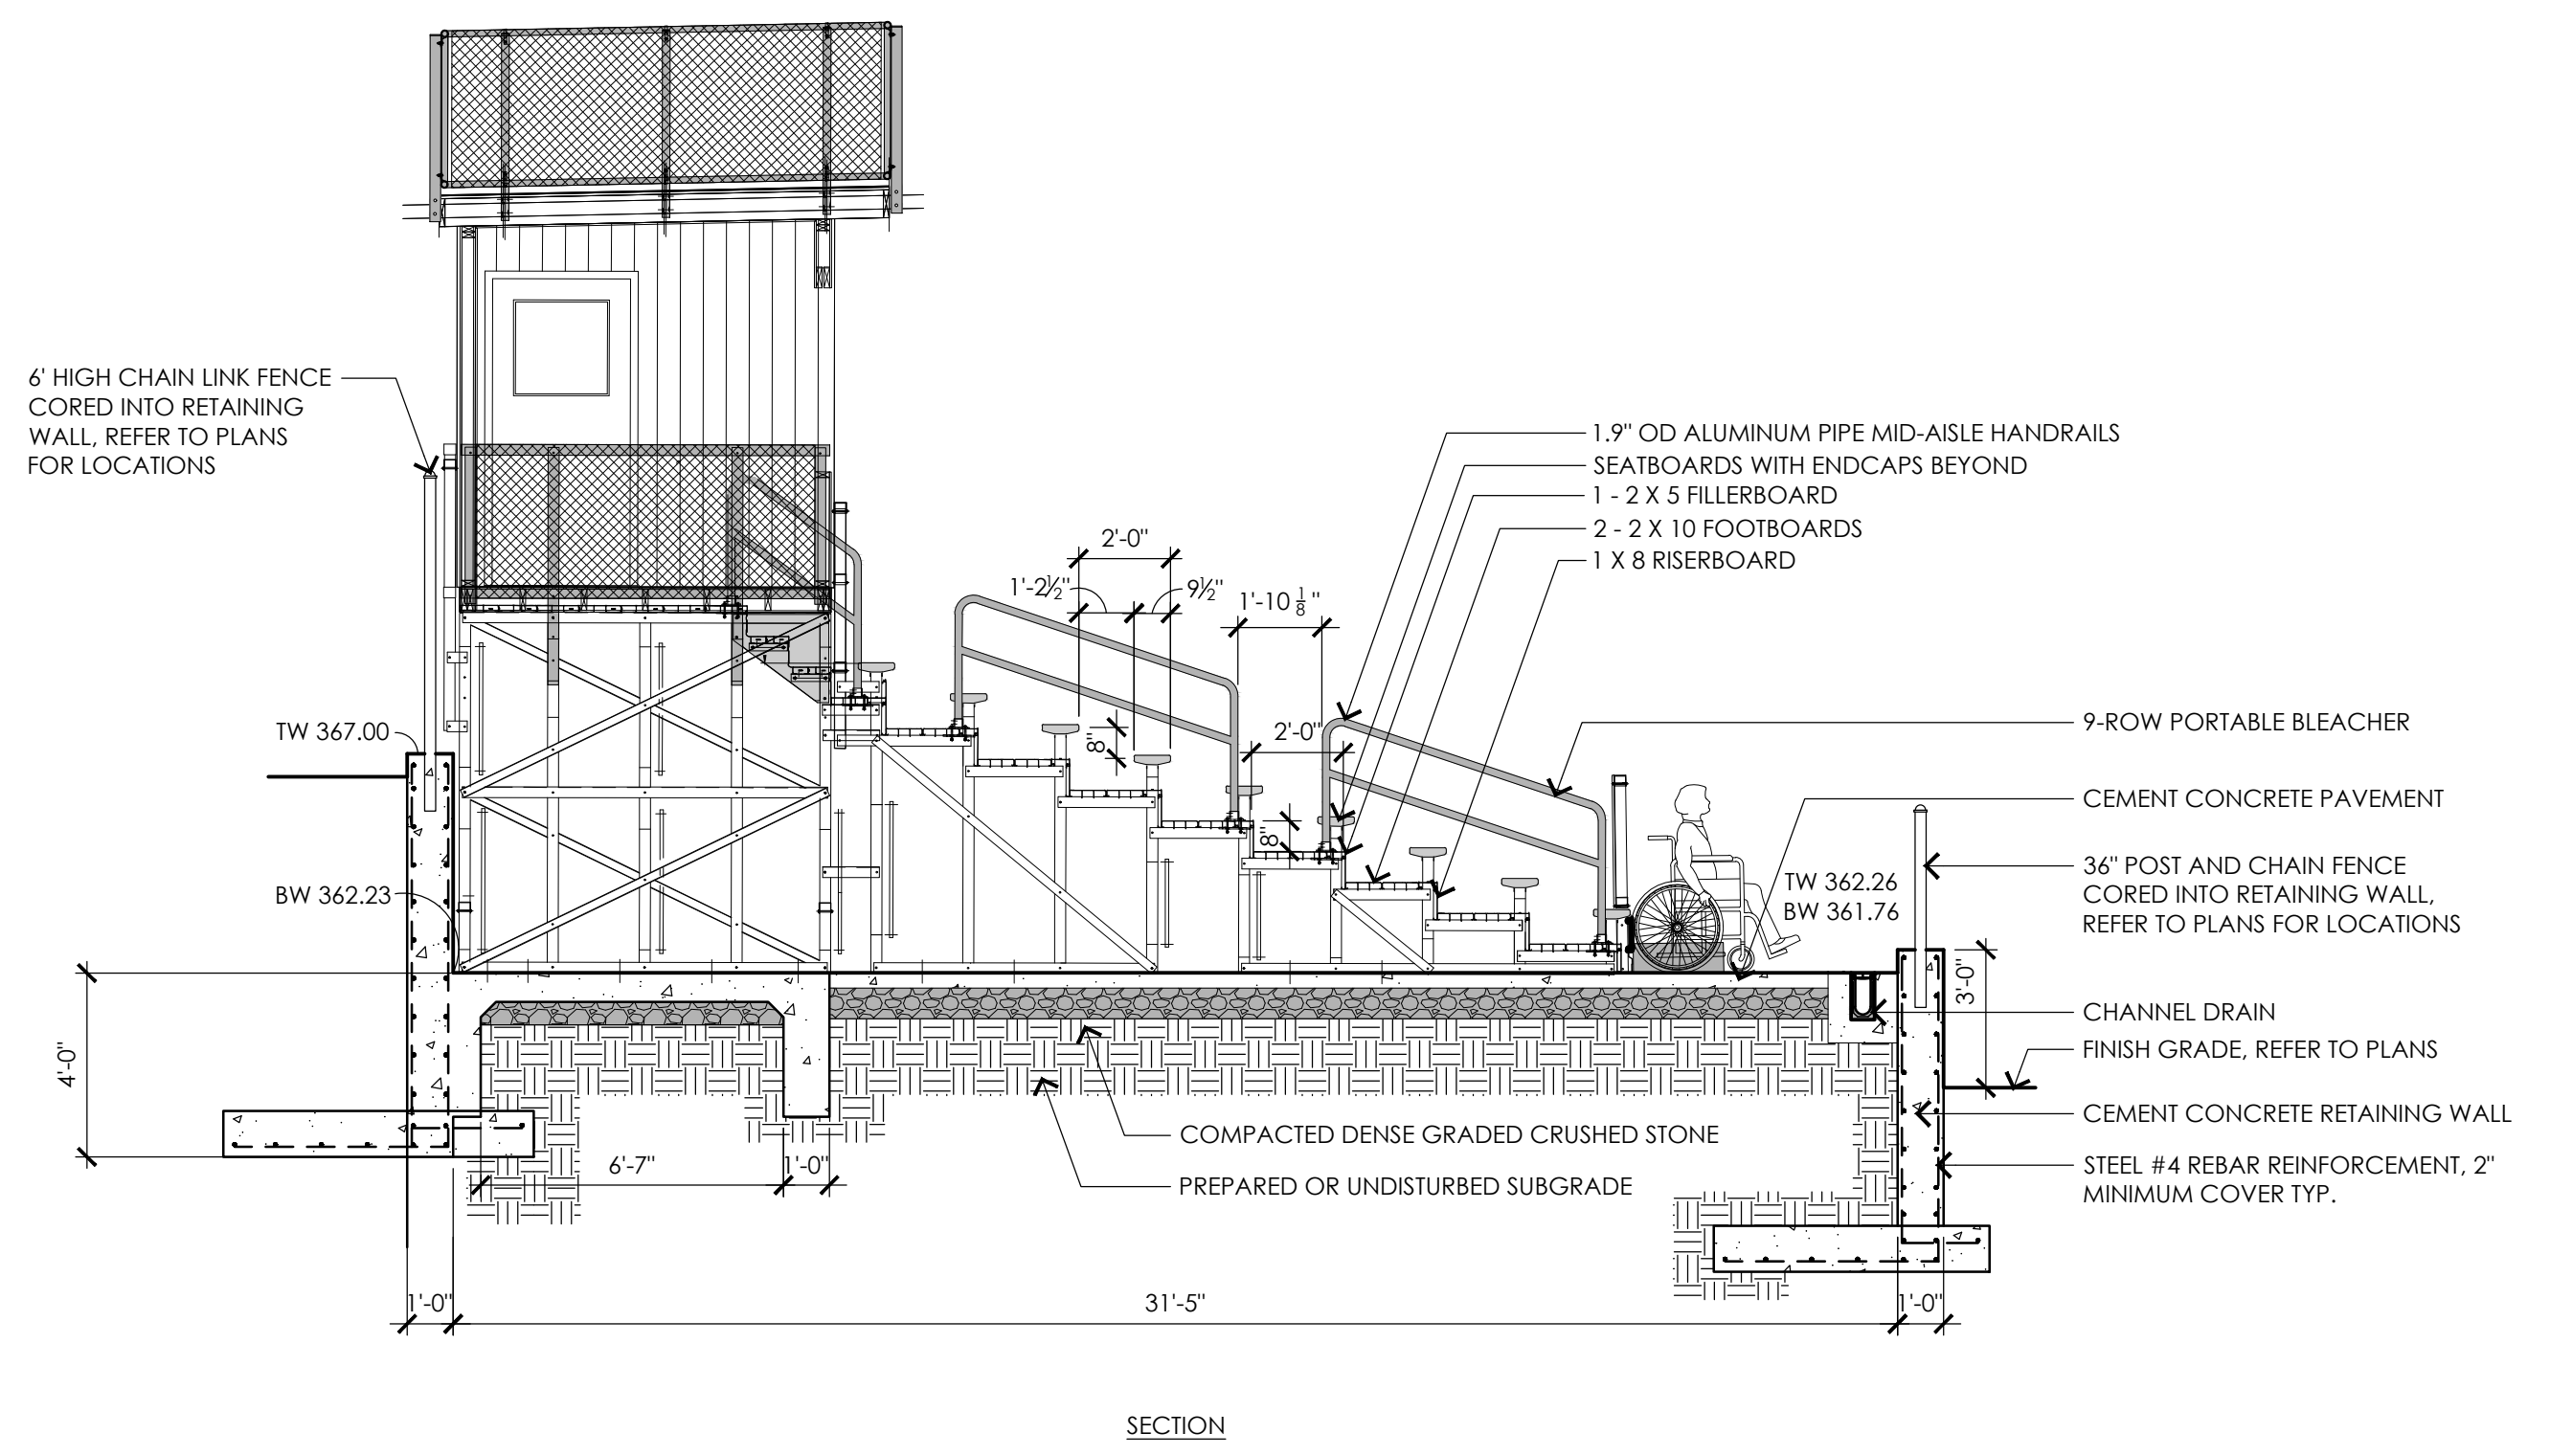 6' HIGH CHAIN LINK FENCE
CORED INTO RETAINING
WALL, REFER TO PLANS
FOR LOCATIONS
TW 367.00
BW 362.23
4'-0"
2'-0"
1'-2½"
9½"
1'-10 1/8"
8"
2'-0"
8"
1.9" OD ALUMINUM PIPE MID-AISLE HANDRAILS
SEATBOARDS WITH ENDCAPS BEYOND
1 - 2 X 5 FILLERBOARD
2 - 2 X 10 FOOTBOARDS
1 X 8 RISERBOARD
9-ROW PORTABLE BLEACHER
CEMENT CONCRETE PAVEMENT
TW 362.26
BW 361.76
36" POST AND CHAIN FENCE
CORED INTO RETAINING WALL,
REFER TO PLANS FOR LOCATIONS
3'-0"
CHANNEL DRAIN
FINISH GRADE, REFER TO PLANS
CEMENT CONCRETE RETAINING WALL
STEEL #4 REBAR REINFORCEMENT, 2"
MINIMUM COVER TYP.
COMPACTED DENSE GRADED CRUSHED STONE
PREPARED OR UNDISTURBED SUBGRADE
6'-7"
1'-0"
1'-0"
31'-5"
1'-0"
SECTION